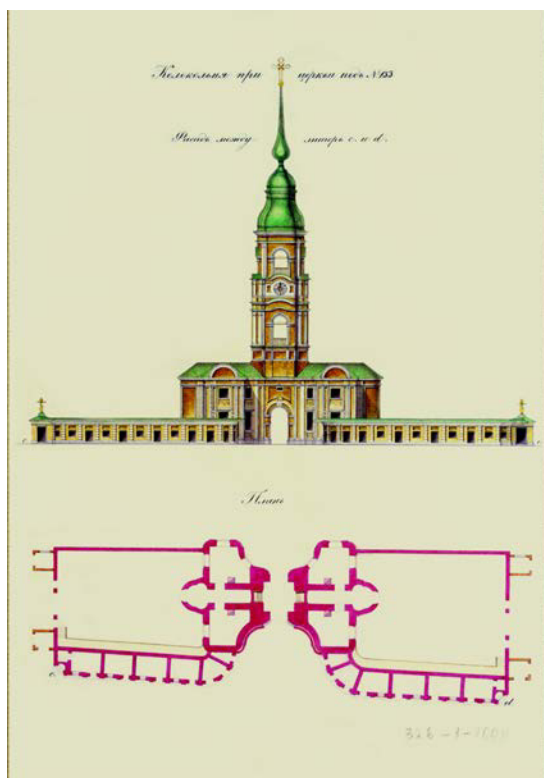 Колокольня при церкви подъ №153
Фасадъ между литеръ c. и d.
Планъ
c.
d